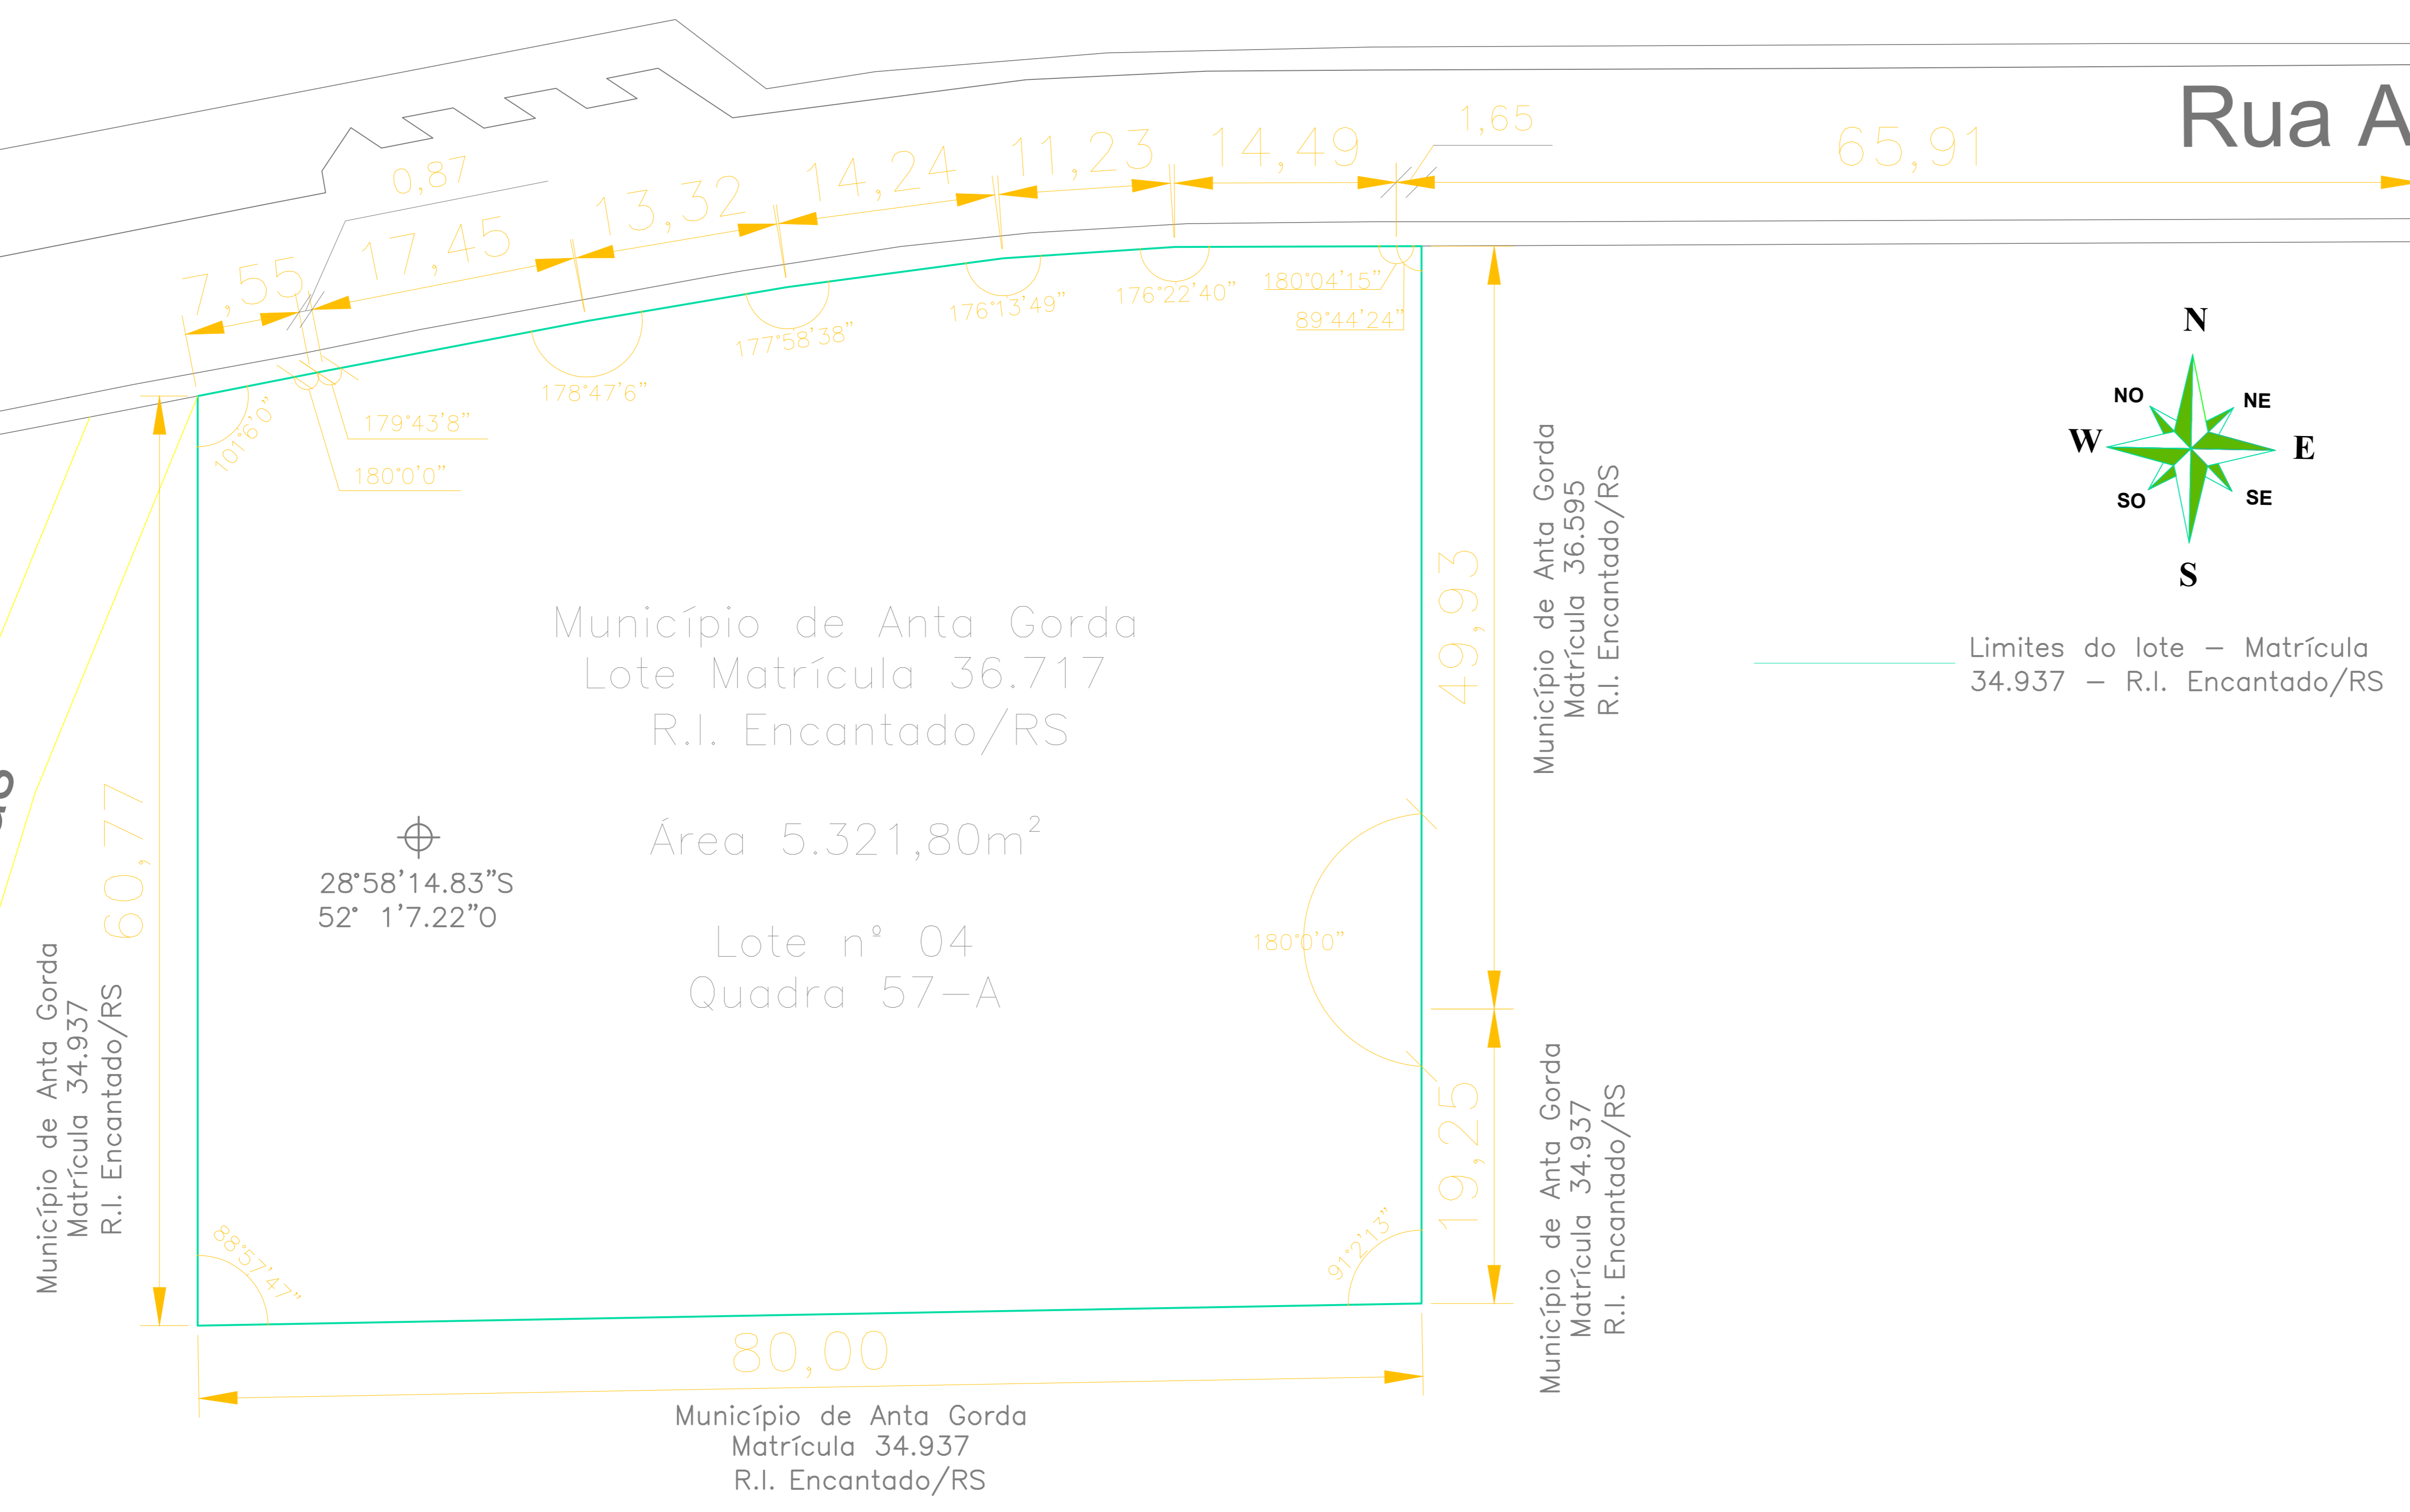 Rua A
1,65
65,91
14,49
11,23
14,24
13,32
0,87
17,45
7,55
180°04'15"
89°44'24"
176°22'40"
176°13'49"
177°58'38"
178°47'6"
179°43'8"
180°0'0"
101°6'0"
N
NO
NE
W
E
SO
SE
S
Município de Anta Gorda
Matrícula 36.595
R.I. Encantado/RS
49,93
Município de Anta Gorda
Lote Matrícula 36.717
R.I. Encantado/RS
Área 5.321,80m²
Lote nº 04
Quadra 57-A
Limites do lote - Matrícula
34.937 - R.I. Encantado/RS
28°58'14.83"S
52° 1'7.22"O
60,77
180°0'0"
Município de Anta Gorda
Matrícula 34.937
R.I. Encantado/RS
19,25
Município de Anta Gorda
Matrícula 34.937
R.I. Encantado/RS
88°57'47"
91°2'13"
80,00
Município de Anta Gorda
Matrícula 34.937
R.I. Encantado/RS